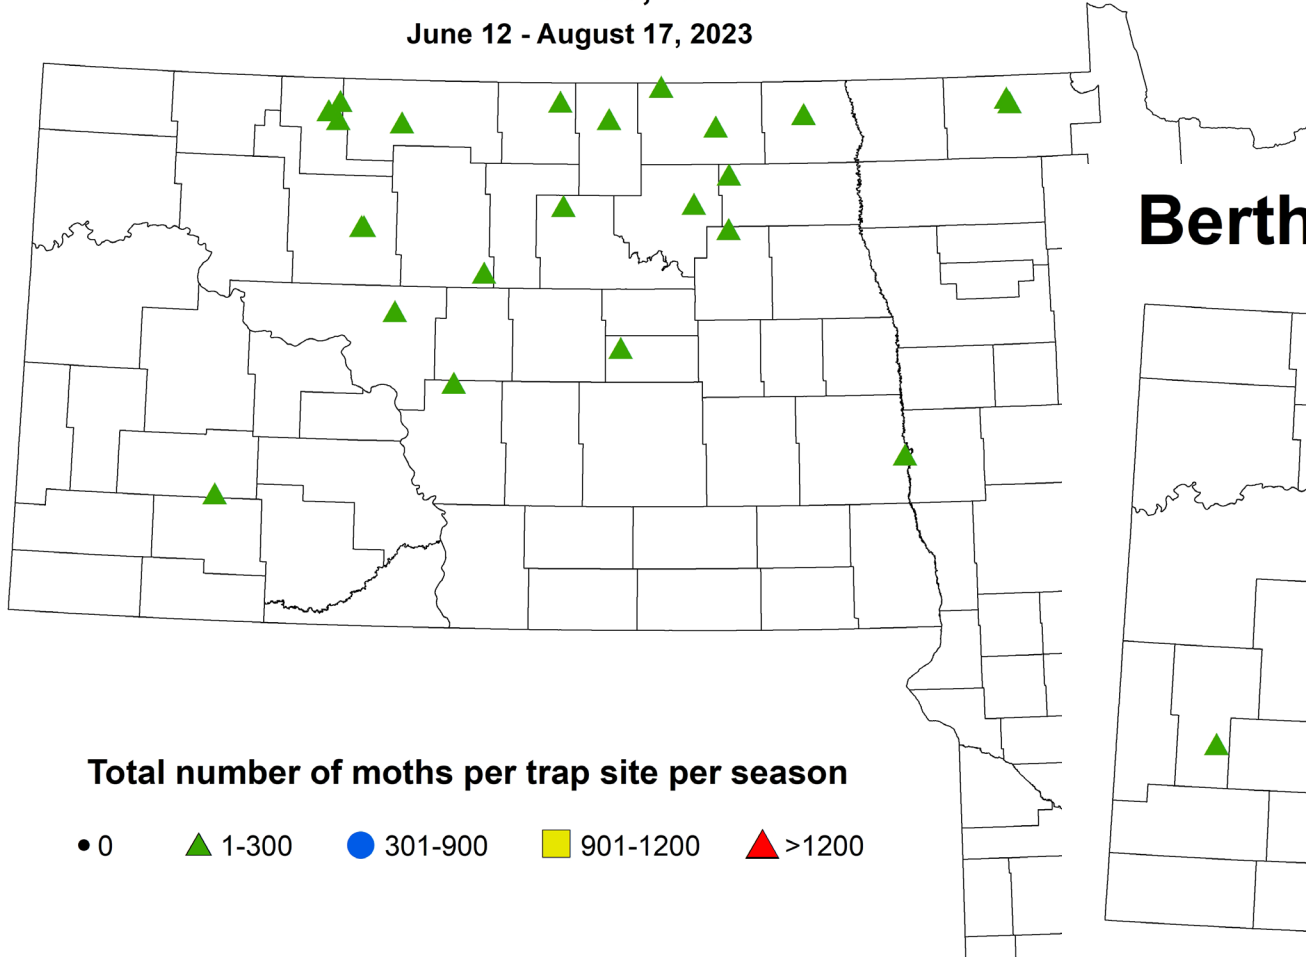 June 12 - August 17, 2023
Berth
Total number of moths per trap site per season
0
1-300
301-900
901-1200
>1200